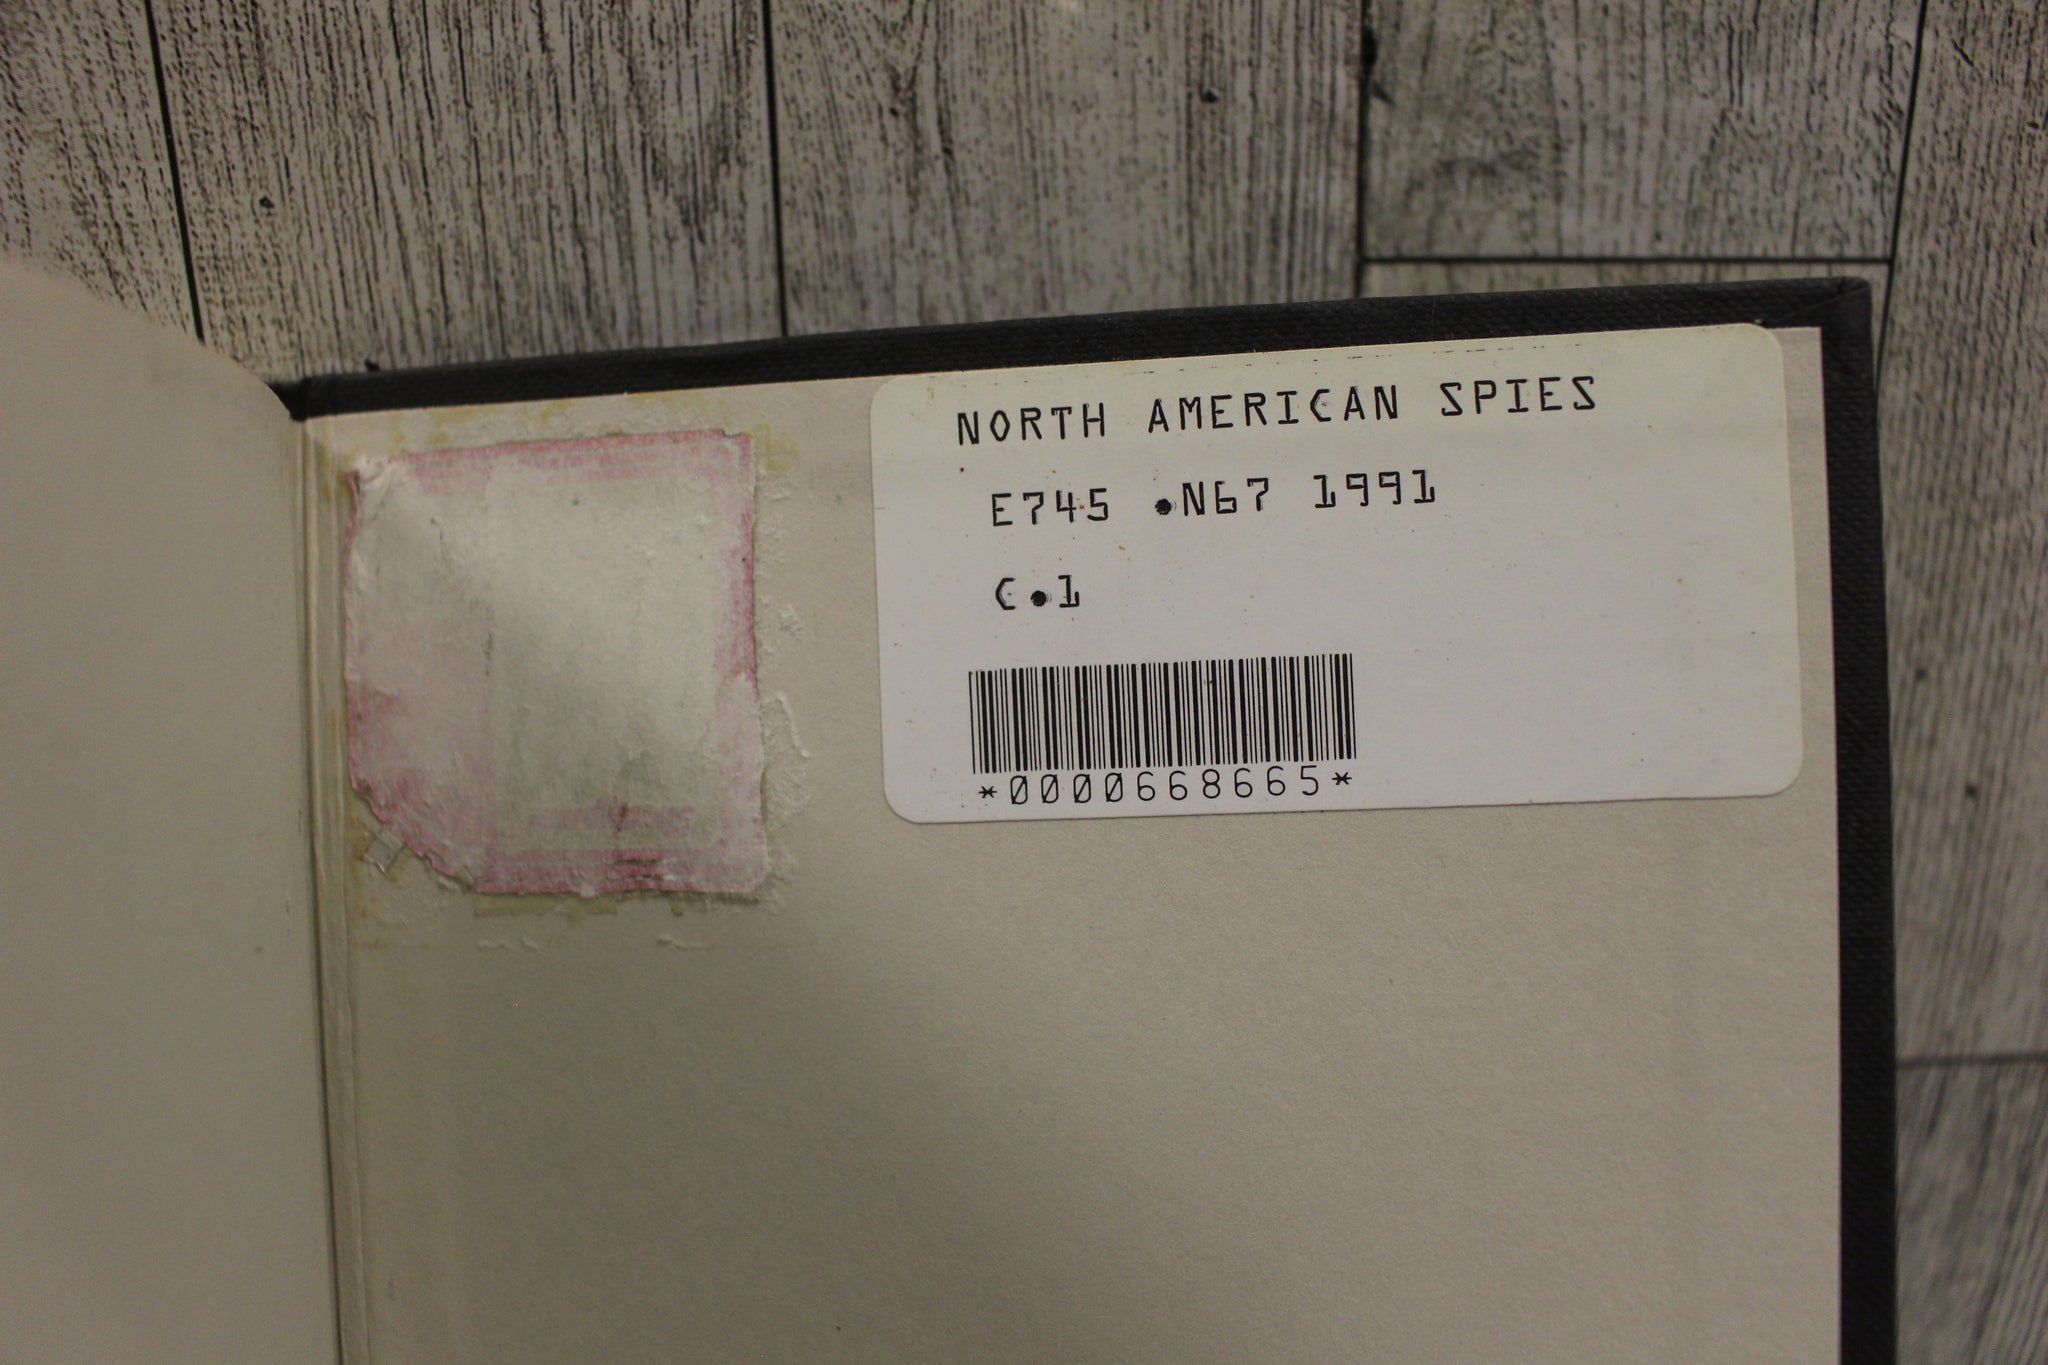 NORTH AMERICAN SPIES
E745 .N67 1991
C.1
*0000668665*